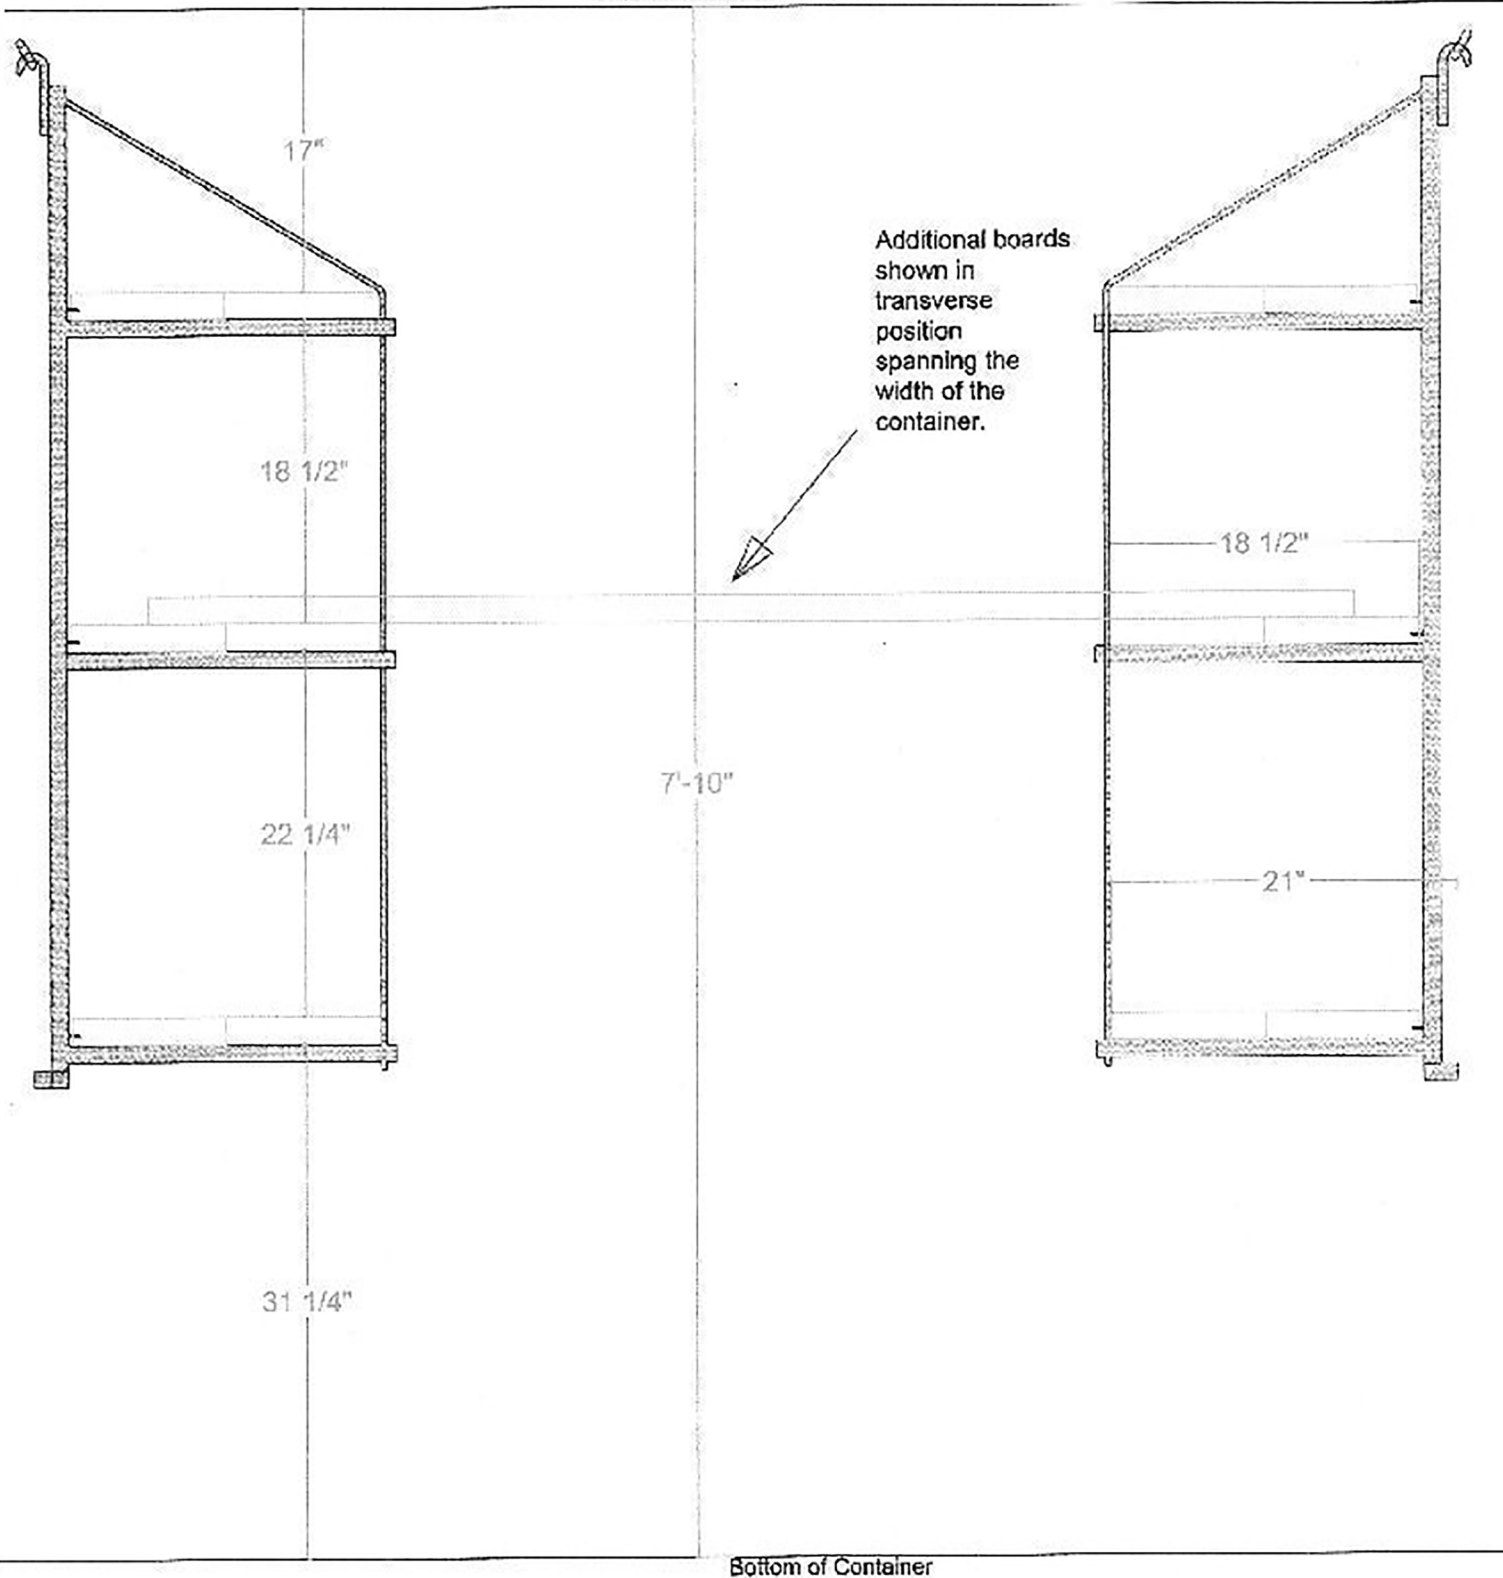 17"
Additional boards
shown in
transverse
position
spanning the
width of the
container.
18 1/2"
18 1/2"
7'-10"
22 1/4"
21"
31 1/4"
Bottom of Container